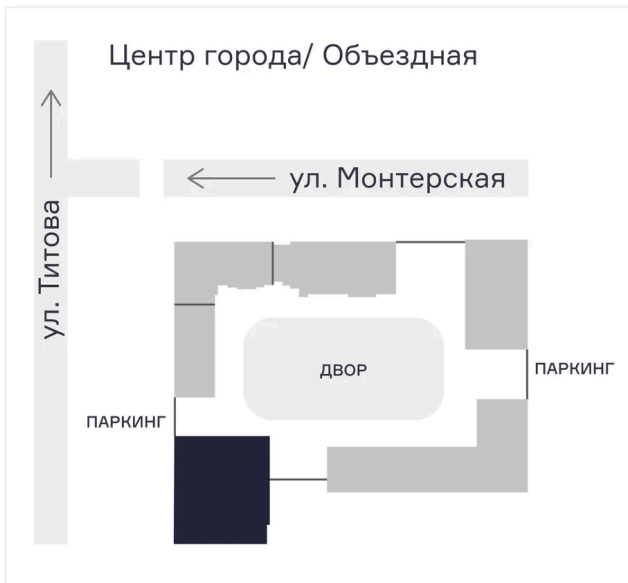 Центр города/ Объездная
ул. Монтерская
ул. Титова
ДВОР
ПАРКИНГ
ПАРКИНГ